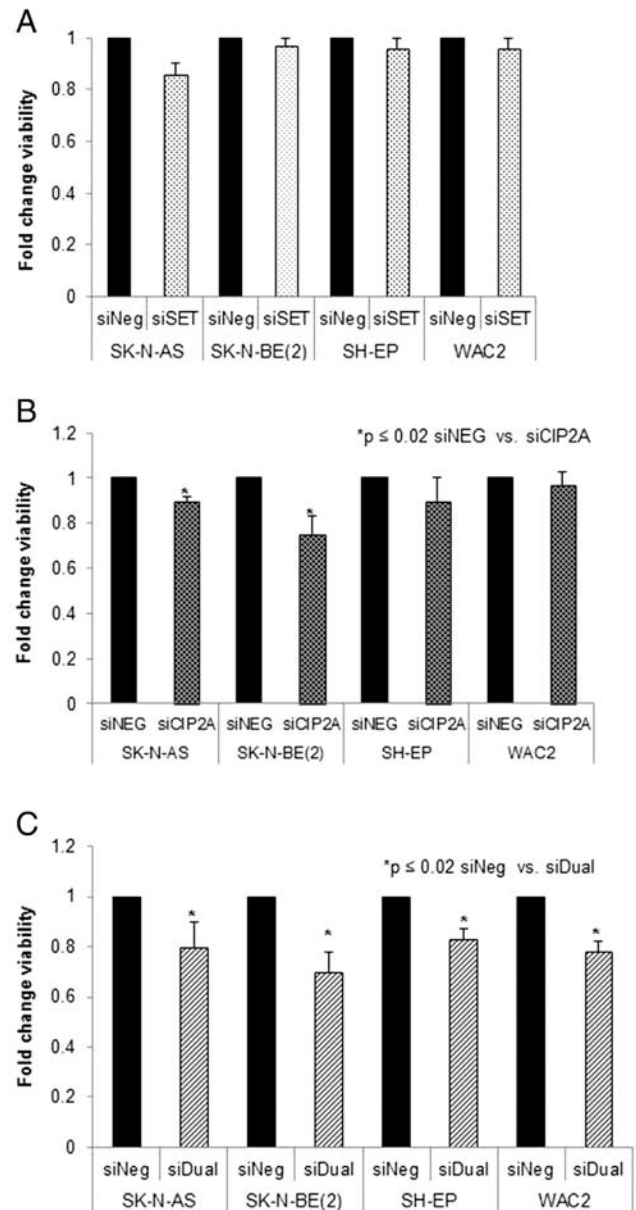 A
Fold change viability
1
0.8
0.6
0.4
0.2
0
siNeg siSET siNeg siSET siNeg siSET siNeg siSET
SK-N-AS SK-N-BE(2) SH-EP WAC2
B
*p ≤ 0.02 siNEG vs. siCIP2A
Fold change viability
1.2
1
0.8
0.6
0.4
0.2
0
* *
siNEG siCIP2A siNEG siCIP2A siNEG siCIP2A siNEG siCIP2A
SK-N-AS SK-N-BE(2) SH-EP WAC2
C
*p ≤ 0.02 siNeg vs. siDual
Fold change viability
1.2
1
0.8
0.6
0.4
0.2
0
* * * *
siNeg siDual siNeg siDual siNeg siDual siNeg siDual
SK-N-AS SK-N-BE(2) SH-EP WAC2